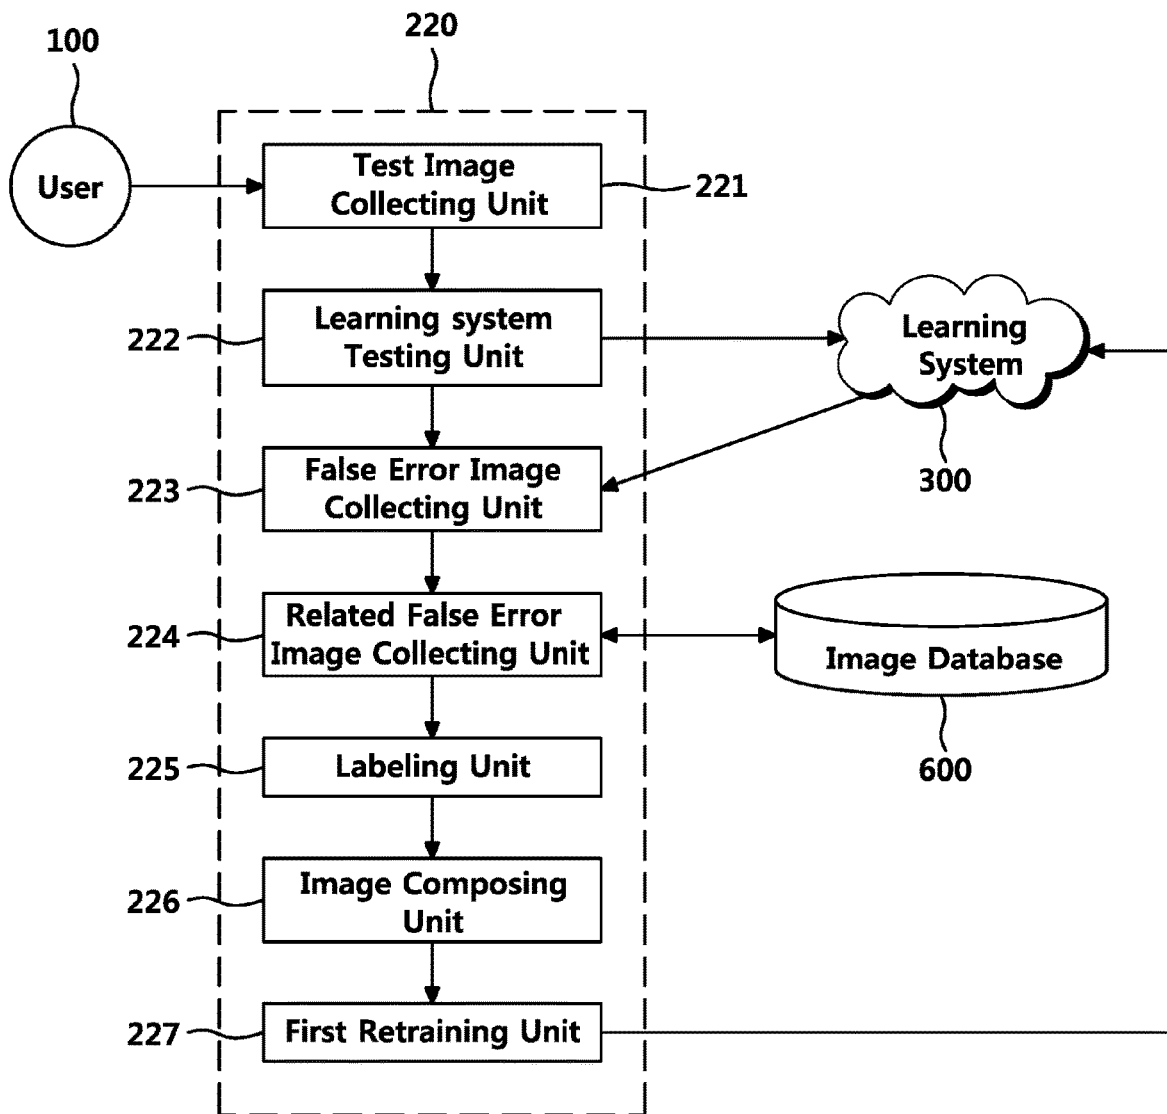 100
220
User
Test Image
Collecting Unit
221
222
Learning system
Testing Unit
Learning
System
300
223
False Error Image
Collecting Unit
224
Related False Error
Image Collecting Unit
Image Database
600
225
Labeling Unit
226
Image Composing
Unit
227
First Retraining Unit